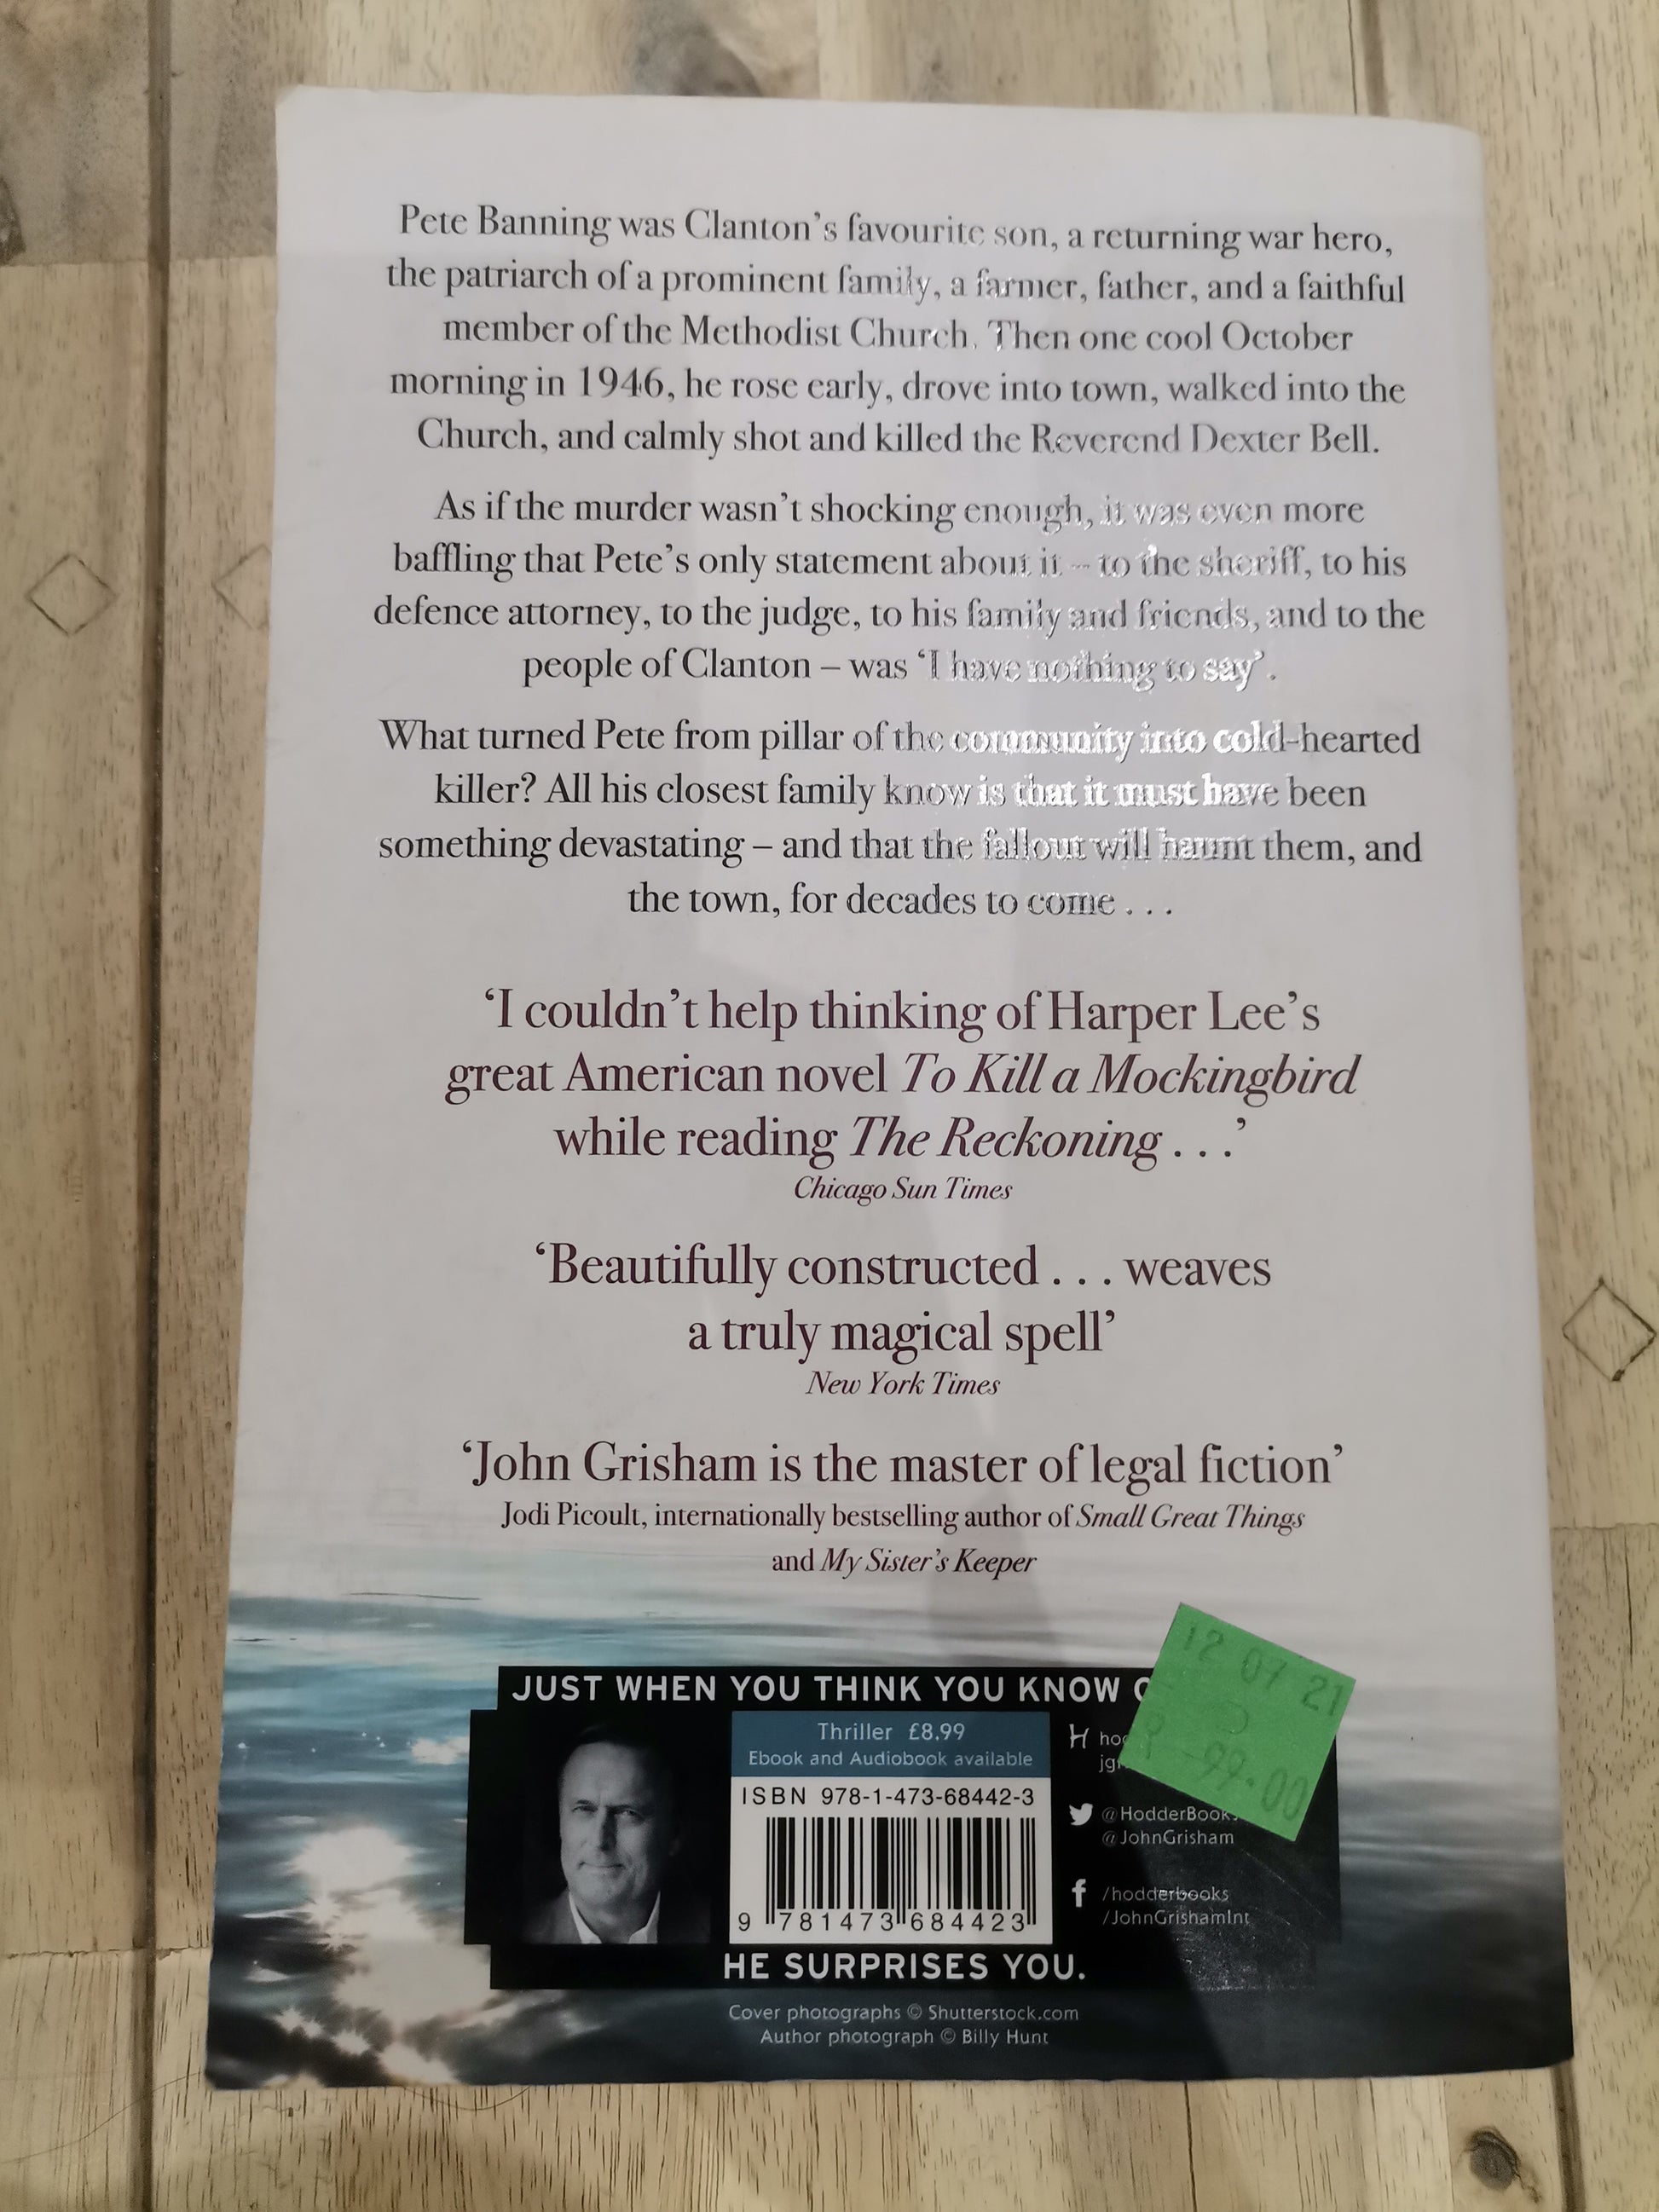 Pete Banning was Clanton's favourite son, a returning war hero,
the patriarch of a prominent family, a farmer, father, and a faithful
member of the Methodist Church. Then one cool October
morning in 1946, he rose early, drove into town, walked into the
Church, and calmly shot and killed the Reverend Dexter Bell.
As if the murder wasn't shocking enough, it was even more
baffling that Pete's only statement about it – to the sheriff, to his
defence attorney, to the judge, to his family and friends, and to the
people of Clanton – was 'I have nothing to say'.
What turned Pete from pillar of the community into cold-hearted
killer? All his closest family know is that it must have been
something devastating – and that the fallout will haunt them, and
the town, for decades to come . . .
'I couldn't help thinking of Harper Lee's
great American novel To Kill a Mockingbird
while reading The Reckoning . . .'
Chicago Sun Times
'Beautifully constructed . . . weaves
a truly magical spell'
New York Times
'John Grisham is the master of legal fiction'
Jodi Picoult, internationally bestselling author of Small Great Things
and My Sister's Keeper
JUST WHEN YOU THINK YOU KNOW
12 07 21
R 99.00
Thriller £8.99
Ebook and Audiobook available
ISBN 978-1-473-68442-3
9 781473 684423
@HodderBooks
@JohnGrisham
/hodderbooks
/JohnGrishamInt
HE SURPRISES YOU.
Cover photographs © Shutterstock.com
Author photograph © Billy Hunt